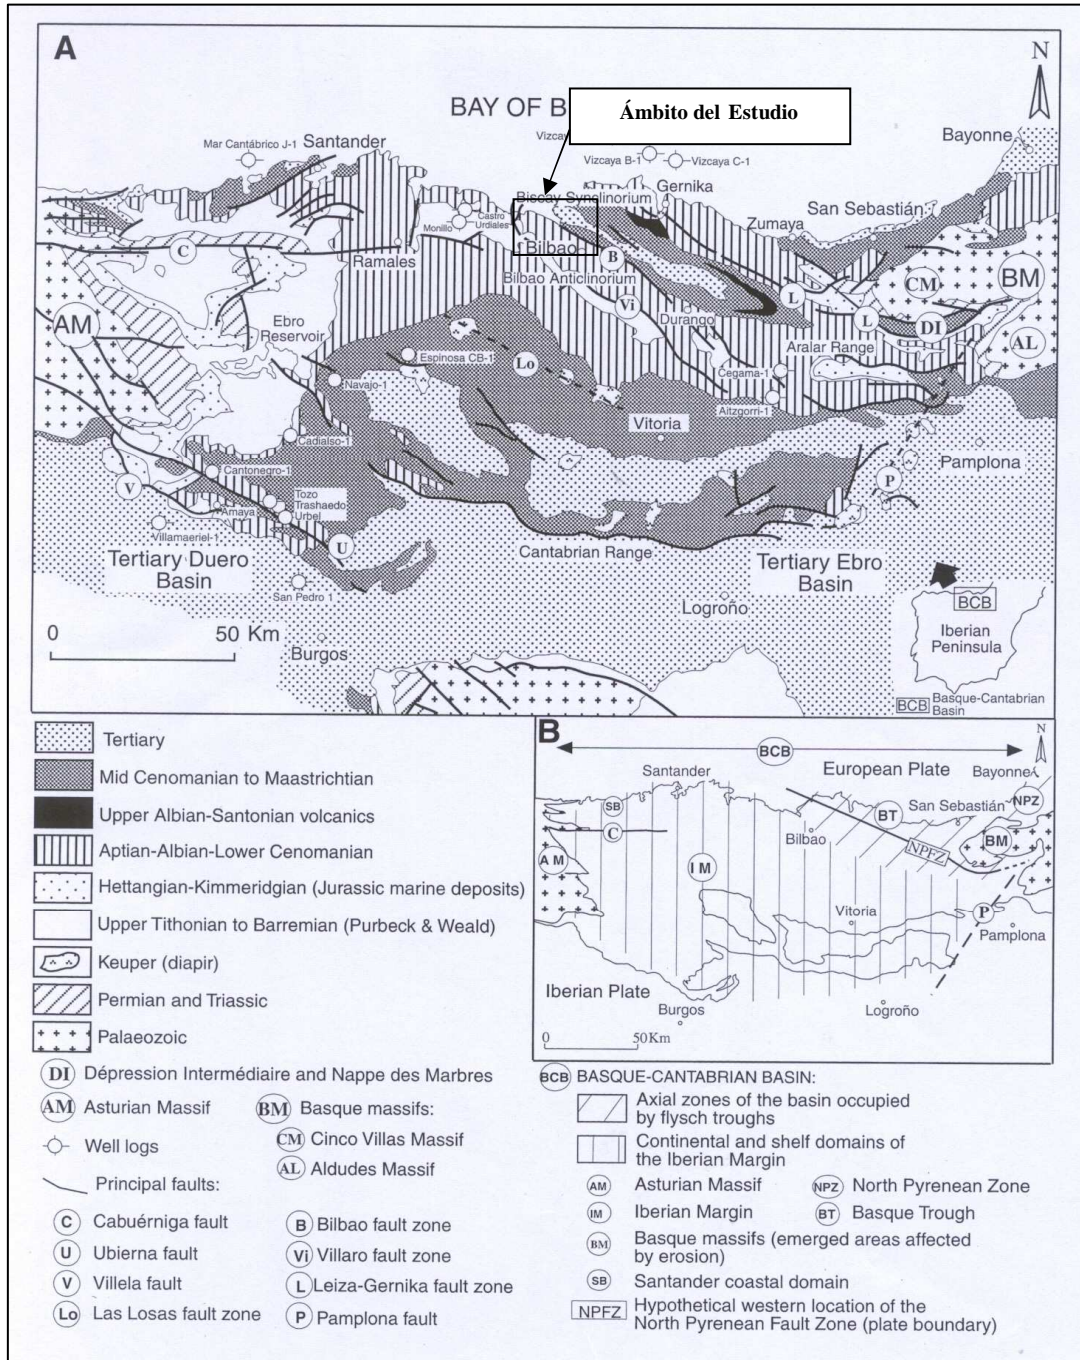 A
N
BAY OF B
Ámbito del Estudio
Bayonne
Mar Cantábrico J-1
Santander
Vizcay
Vizcaya B-1
Vizcaya C-1
Gernika
Biscay Synclinorium
San Sebastián
Zumaya
Castro
Urdiales
Monillo
C
Ramales
Bilbao
B
Bilbao Anticlinorium
CM
BM
L
Vi
AM
Ebro
Reservoir
Durango
L
DI
AL
Aralar Range
Espinosa CB-1
Lo
Cegama-1
Navajo-1
Aitzgorri-1
Vitoria
Cadialso-1
Pamplona
Cantonegro-1
V
P
Tozo
Trashaedo
Urbel
Amaya
Villamaeriel-1
U
Tertiary Duero
Basin
Cantabrian Range
Tertiary Ebro
Basin
San Pedro 1
Logroño
BCB
Iberian
Peninsula
0 50 Km
Burgos
BCB Basque-Cantabrian
Basin
Tertiary
Mid Cenomanian to Maastrichtian
Upper Albian-Santonian volcanics
Aptian-Albian-Lower Cenomanian
Hettangian-Kimmeridgian (Jurassic marine deposits)
Upper Tithonian to Barremian (Purbeck & Weald)
Keuper (diapir)
Permian and Triassic
Palaeozoic
DI Dépression Intermédiaire and Nappe des Marbres
AM Asturian Massif
BM Basque massifs:
Well logs
CM Cinco Villas Massif
AL Aldudes Massif
Principal faults:
C Cabuérniga fault
B Bilbao fault zone
U Ubierna fault
Vi Villaro fault zone
V Villela fault
L Leiza-Gernika fault zone
Lo Las Losas fault zone
P Pamplona fault
B
BCB
N
Santander
European Plate
Bayonne
SB
C
BT
San Sebastián
NPZ
Bilbao
NPFZ
BM
AM
IM
Vitoria
P
Pamplona
Iberian Plate
Burgos
Logroño
0 50Km
BCB BASQUE-CANTABRIAN BASIN:
Axial zones of the basin occupied
by flysch troughs
Continental and shelf domains of
the Iberian Margin
AM Asturian Massif
NPZ North Pyrenean Zone
IM Iberian Margin
BT Basque Trough
BM Basque massifs (emerged areas affected
by erosion)
SB Santander coastal domain
NPFZ Hypothetical western location of the
North Pyrenean Fault Zone (plate boundary)